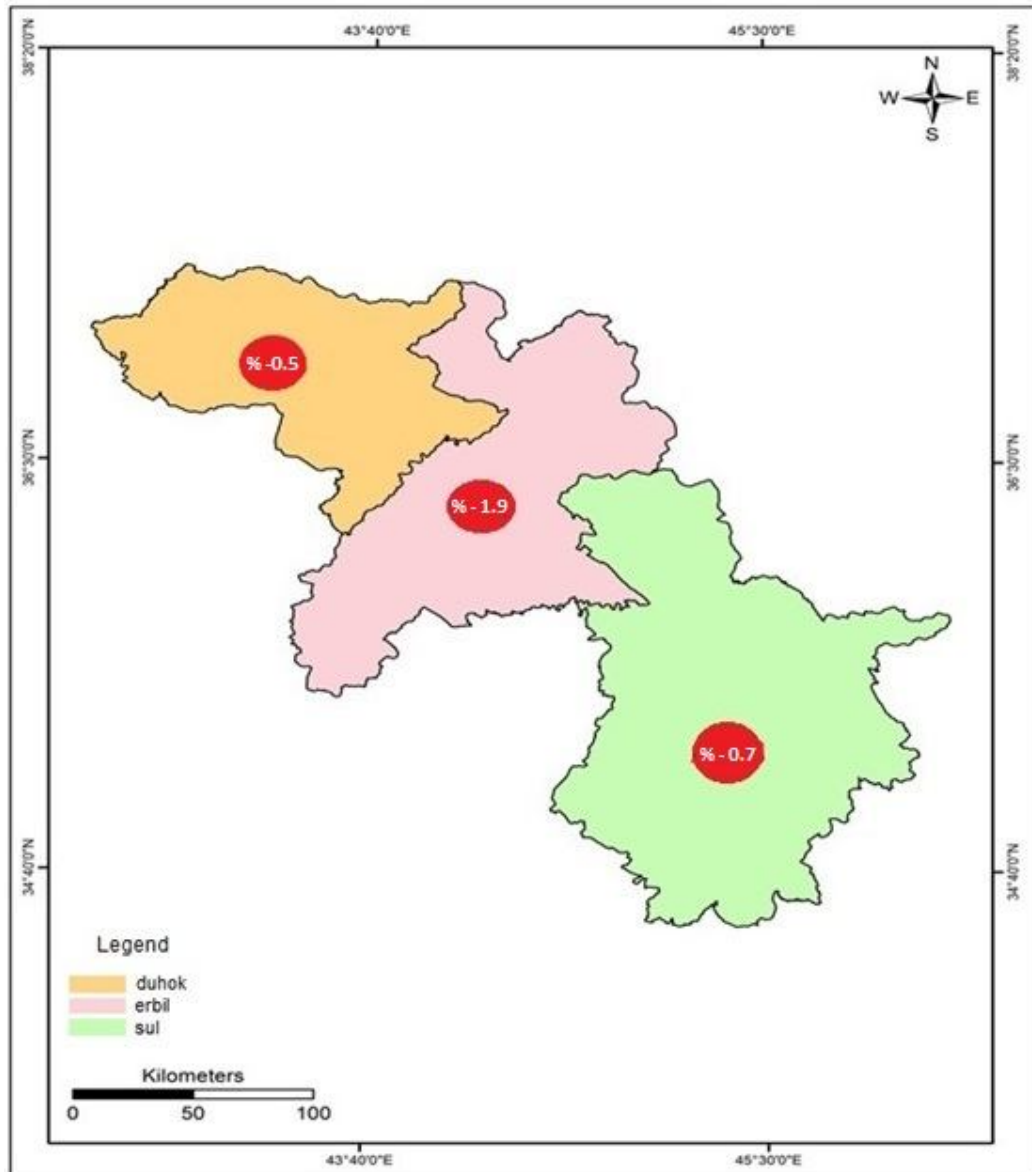 43°40'0"E 45°30'0"E
38°20'0"N 38°20'0"N
N
W E
S
% -0.5
36°30'0"N 36°30'0"N
% - 1.9
% - 0.7
34°40'0"N 34°40'0"N
Legend
duhok
erbil
sul
Kilometers
0 50 100
43°40'0"E 45°30'0"E